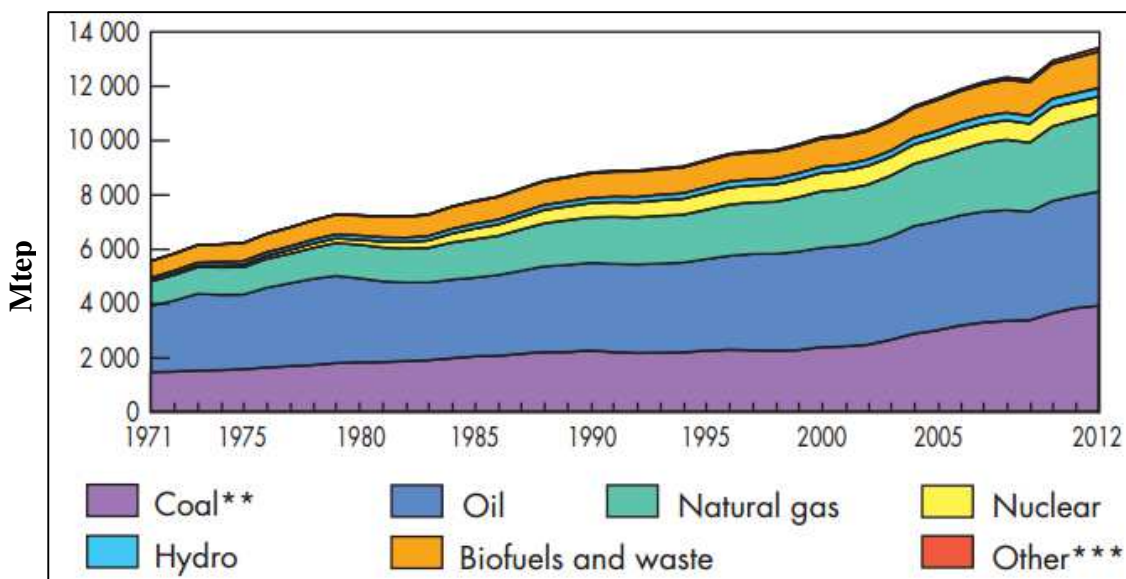 14 000
12 000
10 000
8 000
6 000
4 000
2 000
0
Mtep
1971 1975 1980 1985 1990 1995 2000 2005 2012
Coal** Oil Natural gas Nuclear
Hydro Biofuels and waste Other***